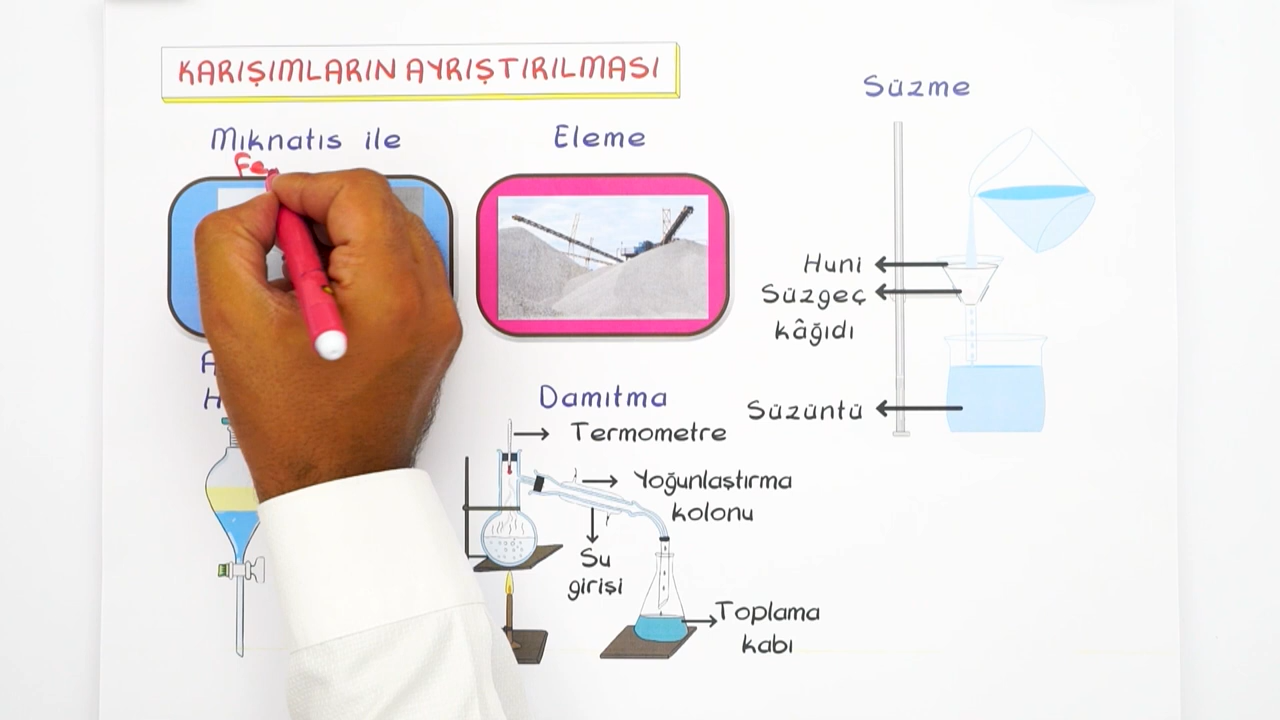 KARIŞIMLARIN AYRIŞTIRILMASI
Mıknatıs ile
Fe
Eleme
Süzme
Huni
Süzgeç
kâğıdı
Süzüntü
Damıtma
Termometre
Yoğunlaştırma
kolonu
Su
girişi
Toplama
kabı